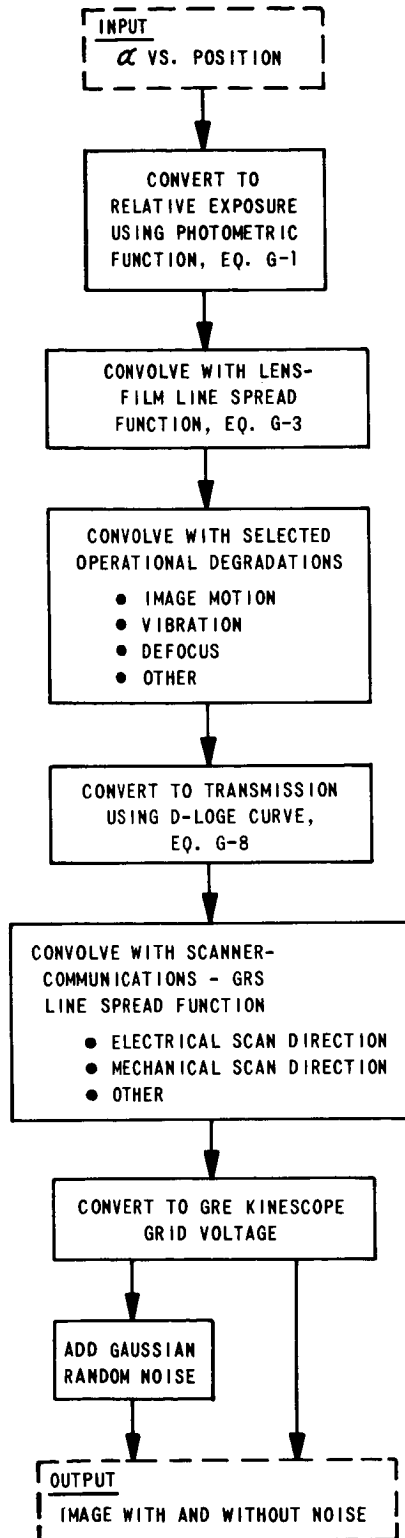 INPUT
α VS. POSITION
CONVERT TO
RELATIVE EXPOSURE
USING PHOTOMETRIC
FUNCTION, EQ. G-1
CONVOLVE WITH LENS-
FILM LINE SPREAD
FUNCTION, EQ. G-3
CONVOLVE WITH SELECTED
OPERATIONAL DEGRADATIONS
● IMAGE MOTION
● VIBRATION
● DEFOCUS
● OTHER
CONVERT TO TRANSMISSION
USING D-LOGE CURVE,
EQ. G-8
CONVOLVE WITH SCANNER-
COMMUNICATIONS - GRS
LINE SPREAD FUNCTION
● ELECTRICAL SCAN DIRECTION
● MECHANICAL SCAN DIRECTION
● OTHER
CONVERT TO GRE KINESCOPE
GRID VOLTAGE
ADD GAUSSIAN
RANDOM NOISE
OUTPUT
IMAGE WITH AND WITHOUT NOISE